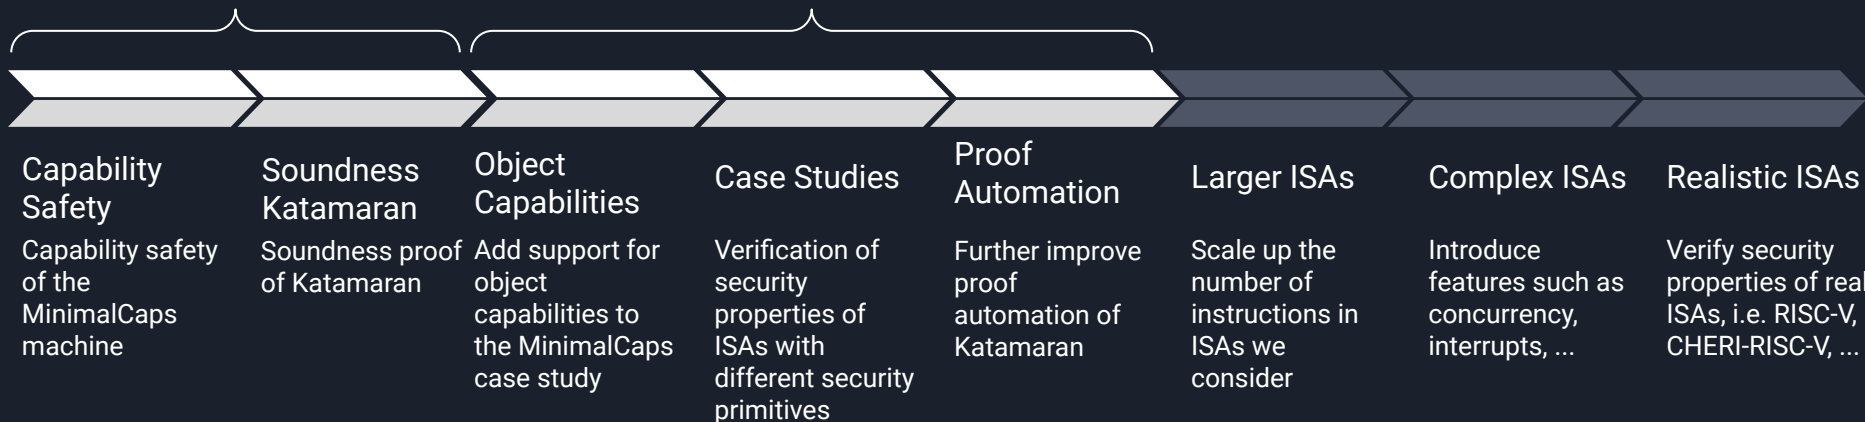 Capability
Safety
Capability safety
of the
MinimalCaps
machine
Soundness
Katamaran
Soundness proof
of Katamaran
Object
Capabilities
Add support for
object
capabilities to
the MinimalCaps
case study
Case Studies
Verification of
security
properties of
ISAs with
different security
primitives
Proof
Automation
Further improve
proof
automation of
Katamaran
Larger ISAs
Scale up the
number of
instructions in
ISAs we
consider
Complex ISAs
Introduce
features such as
concurrency,
interrupts, ...
Realistic ISAs
Verify security
properties of real
ISAs, i.e. RISC-V,
CHERI-RISC-V, ...